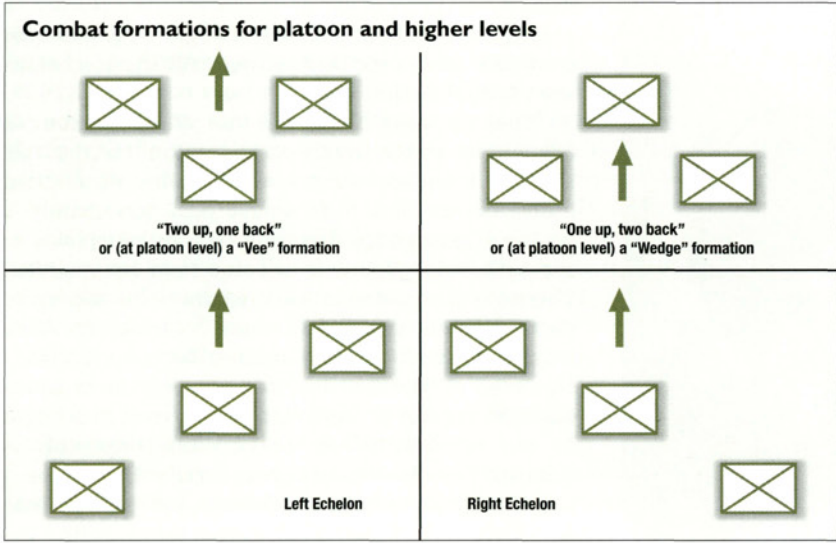 Combat formations for platoon and higher levels
“Two up, one back”
or (at platoon level) a “Vee” formation
“One up, two back”
or (at platoon level) a “Wedge” formation
Left Echelon
Right Echelon